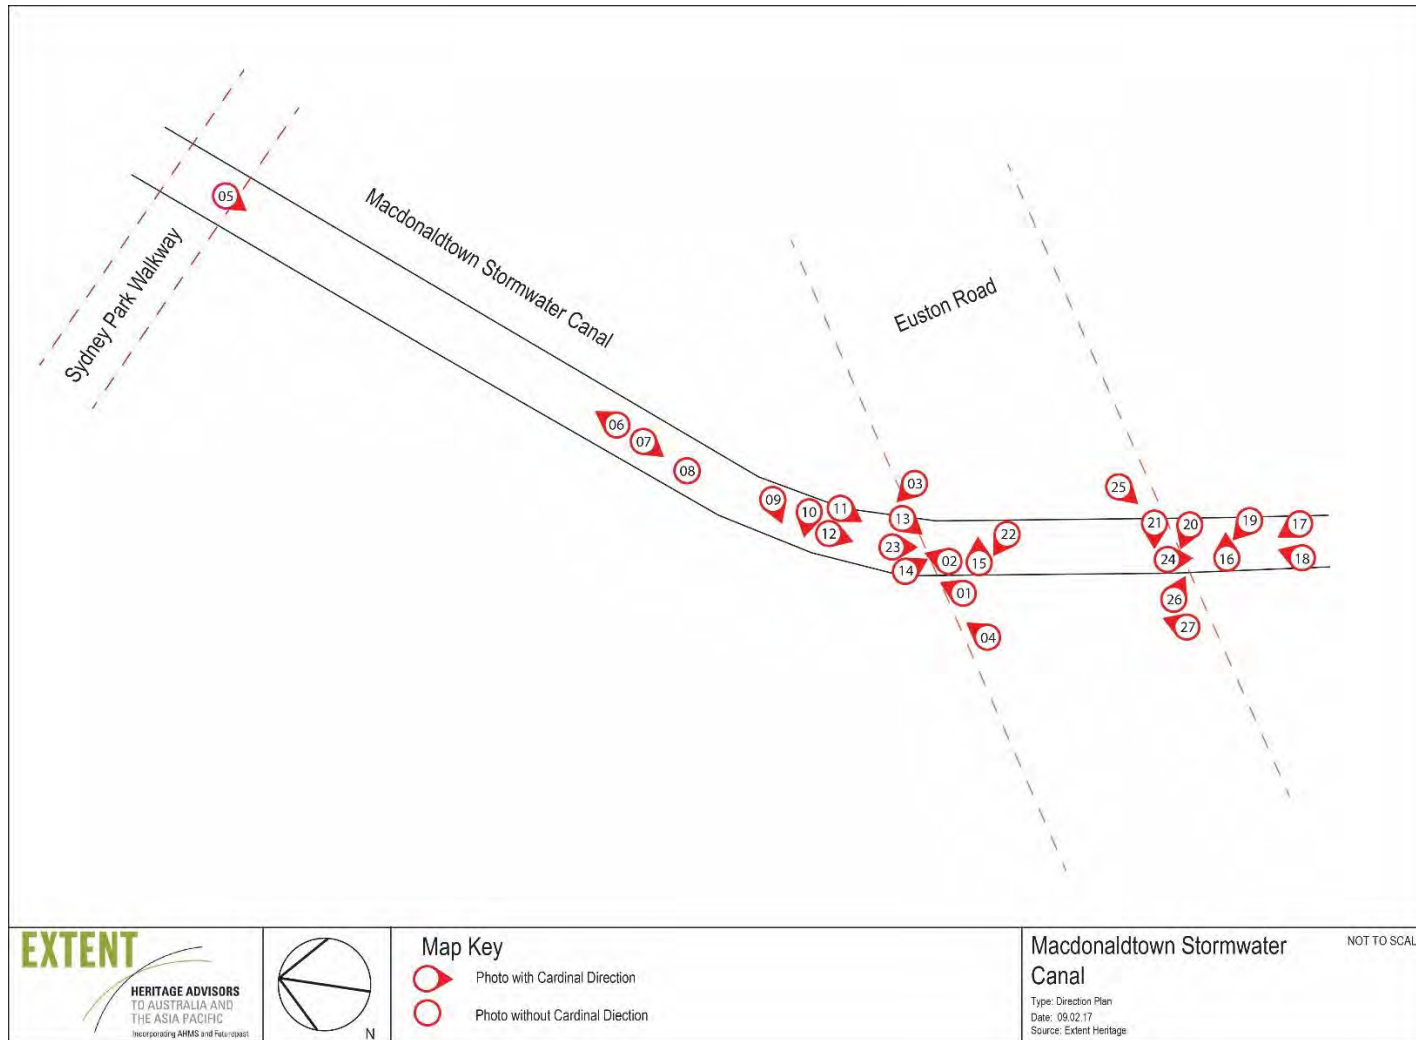 05
Macdonaldtown Stormwater Canal
Sydney Park Walkway
Euston Road
06
07
08
09
10
11
12
03
13
23
14
02
01
04
15
22
25
21
20
24
19
16
17
18
26
27
EXTENT
HERITAGE ADVISORS
TO AUSTRALIA AND
THE ASIA PACIFIC
Incorporating AHMS and Futurepast
N
Map Key
Photo with Cardinal Direction
Photo without Cardinal Diection
Macdonaldtown Stormwater
Canal
NOT TO SCAL
Type: Direction Plan
Date: 09.02.17
Source: Extent Heritage